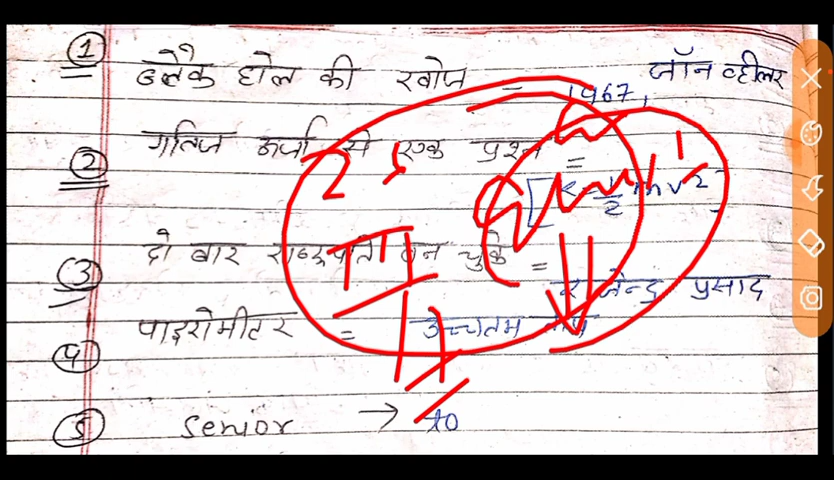 ① ब्लैक होल की खोज = जॉन व्हीलर
1967
② गतिज ऊर्जा से एक प्रश्न = [K = 1/2 mv2
③ दो बार राष्ट्रपति बन चुके = राजेन्द्र प्रसाद
④ पाइरोमीटर = उच्चतम ताप
⑤ Senior → to